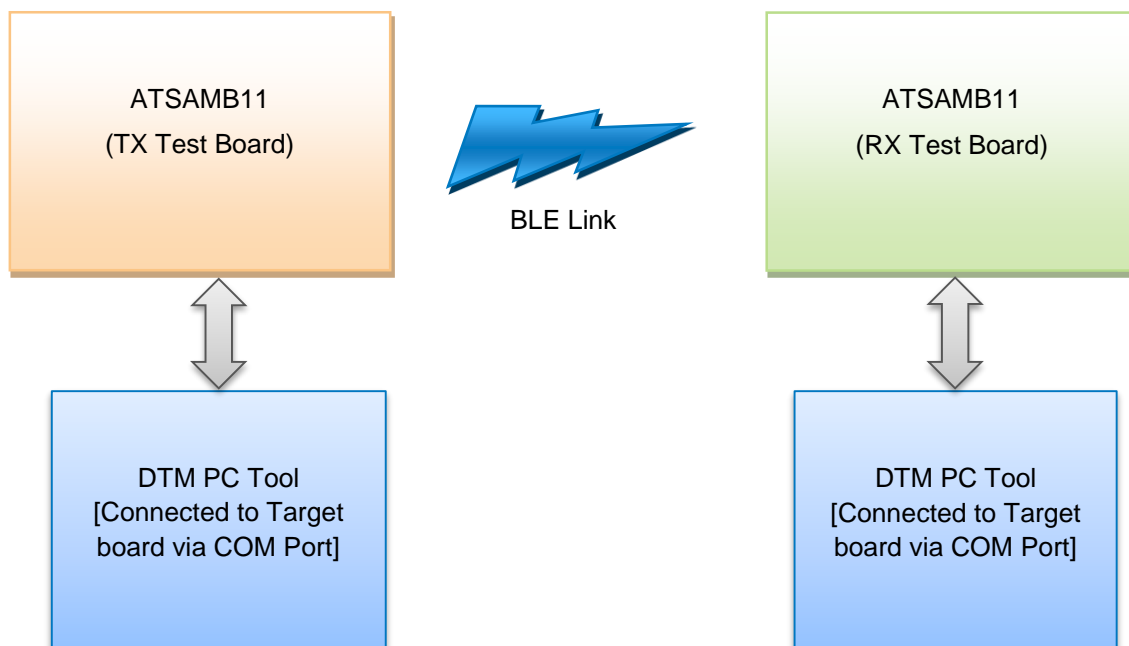 ATSAMB11
(TX Test Board)
BLE Link
ATSAMB11
(RX Test Board)
DTM PC Tool
[Connected to Target
board via COM Port]
DTM PC Tool
[Connected to Target
board via COM Port]